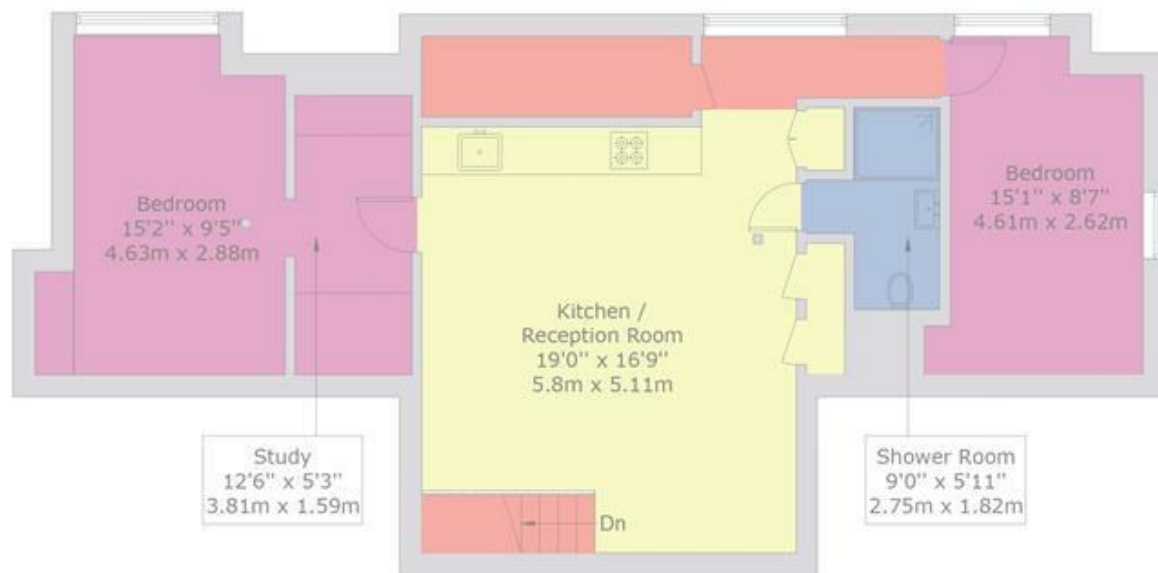 Bedroom
15'2" x 9'5"
4.63m x 2.88m
Bedroom
15'1" x 8'7"
4.61m x 2.62m
Kitchen /
Reception Room
19'0" x 16'9"
5.8m x 5.11m
Study
12'6" x 5'3"
3.81m x 1.59m
Shower Room
9'0" x 5'11"
2.75m x 1.82m
Dn